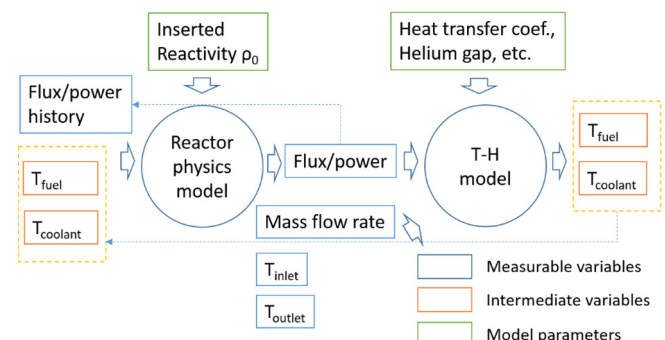 Inserted
Reactivity ρ0
Heat transfer coef.,
Helium gap, etc.
Flux/power
history
Reactor
physics
model
Flux/power
T-H
model
Tfuel
Tcoolant
Tfuel
Tcoolant
Mass flow rate
Tinlet
Toutlet
Measurable variables
Intermediate variables
Model parameters